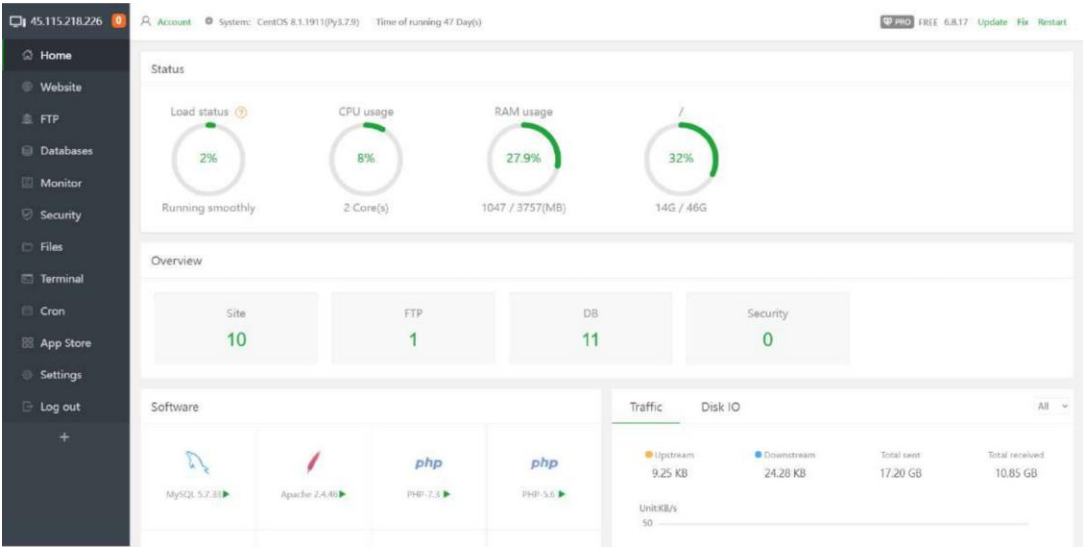 45.115.218.226 0
Account System: CentOS 8.1.1911(Py3.7.9) Time of running 47 Day(s)
PRO FREE 6.8.17 Update Fix Restart
Home
Website
FTP
Databases
Monitor
Security
Files
Terminal
Cron
App Store
Settings
Log out
+
Status
Load status ? CPU usage RAM usage /
2% 8% 27.9% 32%
Running smoothly 2 Core(s) 1047 / 3757(MB) 14G / 46G
Overview
Site FTP DB Security
10 1 11 0
Software
php php
MySQL 5.7.33 Apache 2.4.46 PHP-7.3 PHP-5.6
Traffic Disk IO All
Upstream Downstream Total sent Total received
9.25 KB 24.28 KB 17.20 GB 10.85 GB
Unit:KB/s
50